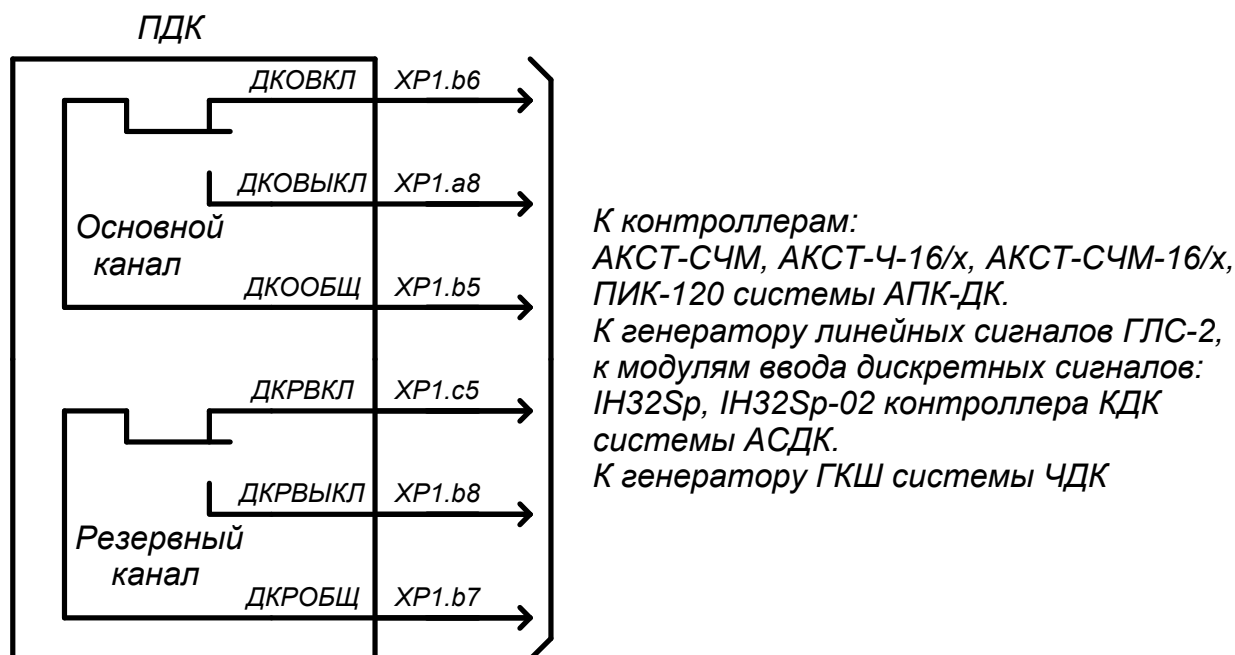 ПДК
ДКОВКЛ XP1.b6
ДКОВЫКЛ XP1.a8
Основной
канал
ДКООБЩ XP1.b5
ДКРВКЛ XP1.c5
ДКРВЫКЛ XP1.b8
Резервный
канал
ДКРОБЩ XP1.b7
К контроллерам:
АКСТ-СЧМ, АКСТ-Ч-16/х, АКСТ-СЧМ-16/х,
ПИК-120 системы АПК-ДК.
К генератору линейных сигналов ГЛС-2,
к модулям ввода дискретных сигналов:
IH32Sp, IH32Sp-02 контроллера КДК
системы АСДК.
К генератору ГКШ системы ЧДК